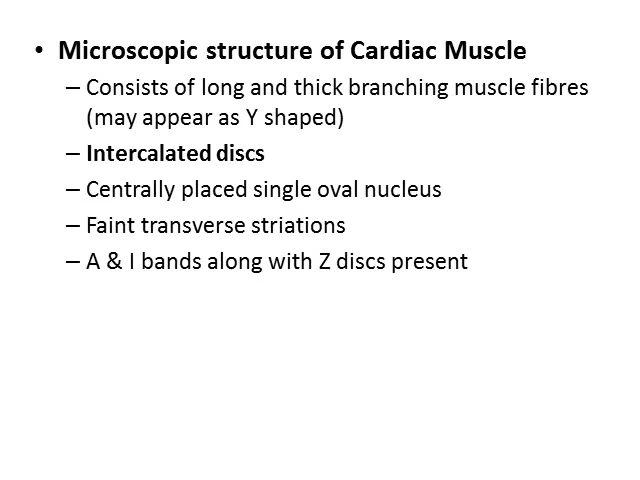 • Microscopic structure of Cardiac Muscle
– Consists of long and thick branching muscle fibres
(may appear as Y shaped)
– Intercalated discs
– Centrally placed single oval nucleus
– Faint transverse striations
– A & I bands along with Z discs present